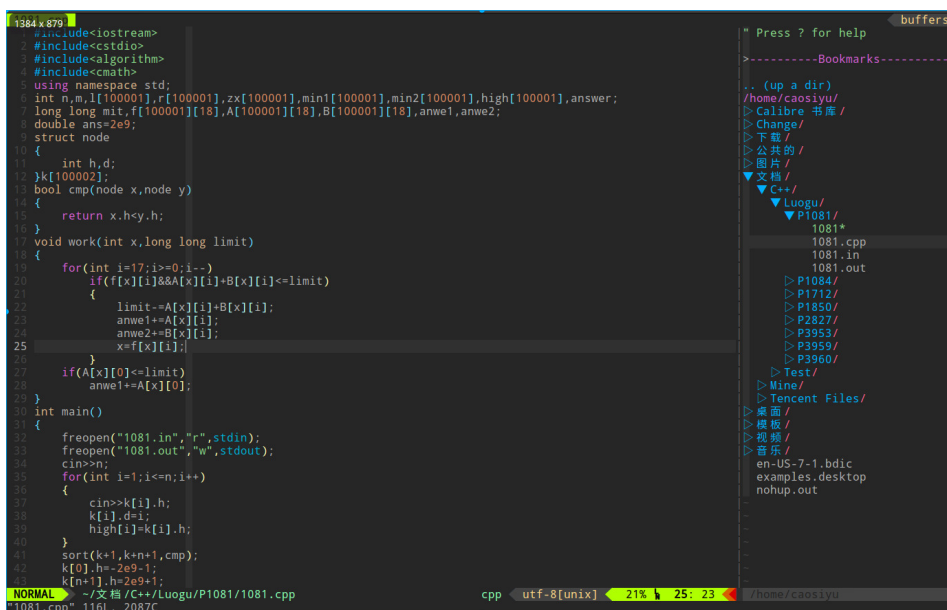 1384 x 879
buffers
1 #include<iostream>
2 #include<cstdio>
3 #include<algorithm>
4 #include<cmath>
5 using namespace std;
6 int n,m,l[100001],r[100001],zx[100001],min1[100001],min2[100001],high[100001],answer;
7 long long mit,f[100001][18],A[100001][18],B[100001][18],anwe1,anwe2;
8 double ans=2e9;
9 struct node
10 {
11     int h,d;
12 }k[100002];
13 bool cmp(node x,node y)
14 {
15     return x.h<y.h;
16 }
17 void work(int x,long long limit)
18 {
19     for(int i=17;i>=0;i--)
20         if(f[x][i]&&A[x][i]+B[x][i]<=limit)
21         {
22             limit-=A[x][i]+B[x][i];
23             anwe1+=A[x][i];
24             anwe2+=B[x][i];
25             x=f[x][i];
26         }
27     if(A[x][0]<=limit)
28         anwe1+=A[x][0];
29 }
30 int main()
31 {
32     freopen("1081.in","r",stdin);
33     freopen("1081.out","w",stdout);
34     cin>>n;
35     for(int i=1;i<=n;i++)
36     {
37         cin>>k[i].h;
38         k[i].d=i;
39         high[i]=k[i].h;
40     }
41     sort(k+1,k+n+1,cmp);
42     k[0].h=-2e9-1;
43     k[n+1].h=2e9+1;
" Press ? for help
>----------Bookmarks----------
.. (up a dir)
/home/caosiyu/
▷ Calibre 书库/
▷ Change/
▷ 下载/
▷ 公共的/
▷ 图片/
▼ 文档/
▼ C++/
▼ Luogu/
▼ P1081/
1081*
1081.cpp
1081.in
1081.out
▷ P1084/
▷ P1712/
▷ P1850/
▷ P2827/
▷ P3953/
▷ P3959/
▷ P3960/
▷ Test/
▷ Mine/
▷ Tencent Files/
▷ 桌面/
▷ 模板/
▷ 视频/
▷ 音乐/
en-US-7-1.bdic
examples.desktop
nohup.out
NORMAL ~/文档/C++/Luogu/P1081/1081.cpp cpp utf-8[unix] 21% 25: 23 /home/caosiyu
"1081.cpp" 116L, 2087C